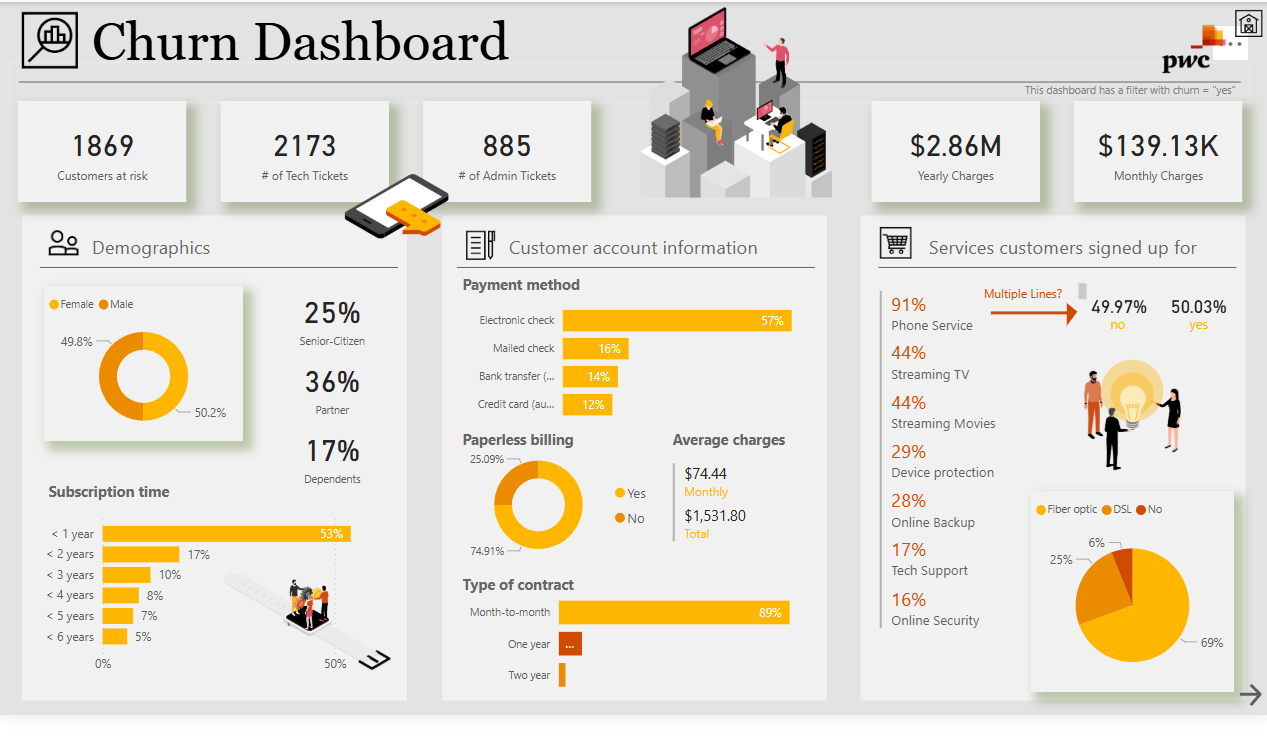 Churn Dashboard
pwc
This dashboard has a filter with churn = "yes"
1869
Customers at risk
2173
# of Tech Tickets
885
# of Admin Tickets
$2.86M
Yearly Charges
$139.13K
Monthly Charges
Demographics
Female Male
49.8%
50.2%
25%
Senior-Citizen
36%
Partner
17%
Dependents
Subscription time
< 1 year 53%
< 2 years 17%
< 3 years 10%
< 4 years 8%
< 5 years 7%
< 6 years 5%
0% 50%
Customer account information
Payment method
Electronic check 57%
Mailed check 16%
Bank transfer (... 14%
Credit card (au... 12%
Paperless billing
25.09%
74.91%
Yes
No
Average charges
$74.44
Monthly
$1,531.80
Total
Type of contract
Month-to-month 89%
One year ...
Two year
Services customers signed up for
91%
Phone Service
44%
Streaming TV
44%
Streaming Movies
29%
Device protection
28%
Online Backup
17%
Tech Support
16%
Online Security
Multiple Lines?
49.97%
no
50.03%
yes
Fiber optic DSL No
6%
25%
69%